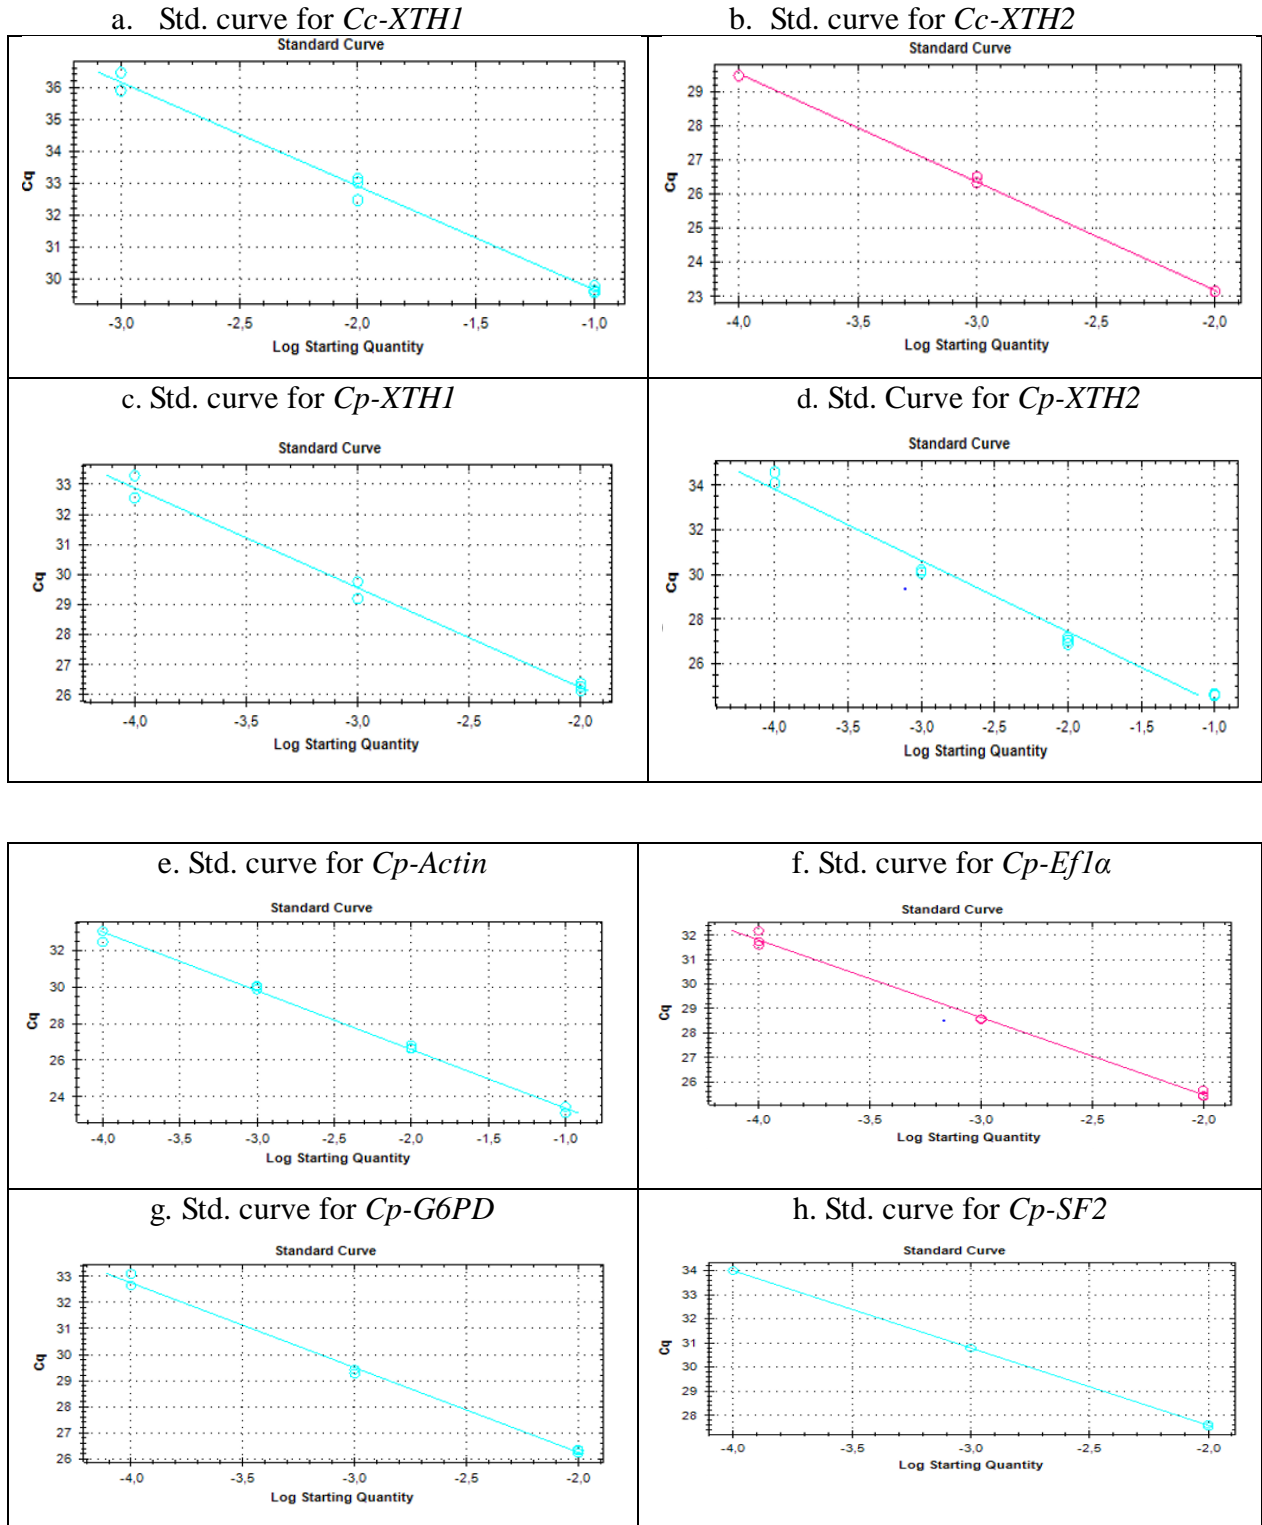 a. Std. curve for Cc-XTH1
Standard Curve
36
35
34
33
32
31
30
Cq
-3,0 -2,5 -2,0 -1,5 -1,0
Log Starting Quantity
b. Std. curve for Cc-XTH2
Standard Curve
29
28
27
26
25
24
23
Cq
-4,0 -3,5 -3,0 -2,5 -2,0
Log Starting Quantity
c. Std. curve for Cp-XTH1
Standard Curve
33
32
31
30
29
28
27
26
Cq
-4,0 -3,5 -3,0 -2,5 -2,0
Log Starting Quantity
d. Std. Curve for Cp-XTH2
Standard Curve
34
32
30
28
26
Cq
-4,0 -3,5 -3,0 -2,5 -2,0 -1,5 -1,0
Log Starting Quantity
e. Std. curve for Cp-Actin
Standard Curve
32
30
28
26
24
Cq
-4,0 -3,5 -3,0 -2,5 -2,0 -1,5 -1,0
Log Starting Quantity
f. Std. curve for Cp-Ef1α
Standard Curve
32
31
30
29
28
27
26
Cq
-4,0 -3,5 -3,0 -2,5 -2,0
Log Starting Quantity
g. Std. curve for Cp-G6PD
Standard Curve
33
32
31
30
29
28
27
26
Cq
-4,0 -3,5 -3,0 -2,5 -2,0
Log Starting Quantity
h. Std. curve for Cp-SF2
Standard Curve
34
33
32
31
30
29
28
Cq
-4,0 -3,5 -3,0 -2,5 -2,0
Log Starting Quantity